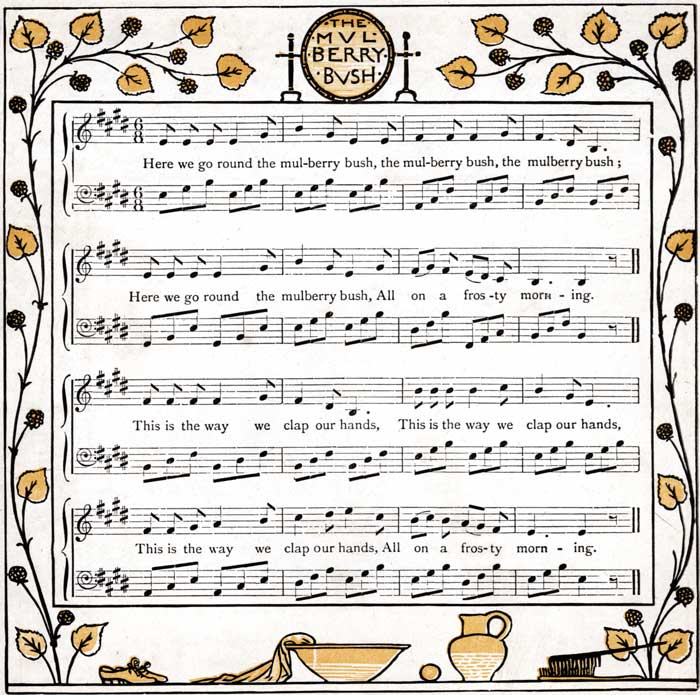 THE
MUL
BERRY
BUSH
Here we go round the mul-berry bush, the mul-berry bush, the mulberry bush ;
Here we go round the mulberry bush, All on a fros-ty morn - ing.
This is the way we clap our hands, This is the way we clap our hands,
This is the way we clap our hands, All on a fros-ty morn - ing.